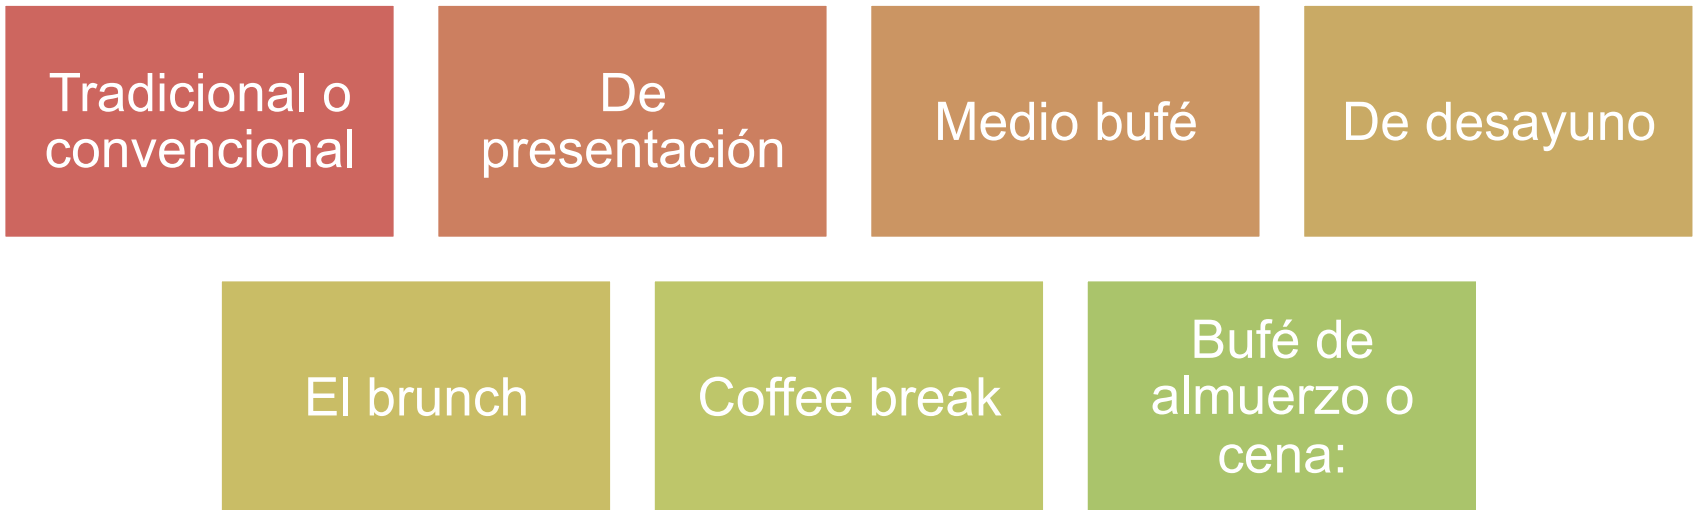 Tradicional o
convencional
De
presentación
Medio bufé
De desayuno
El brunch
Coffee break
Bufé de
almuerzo o
cena: